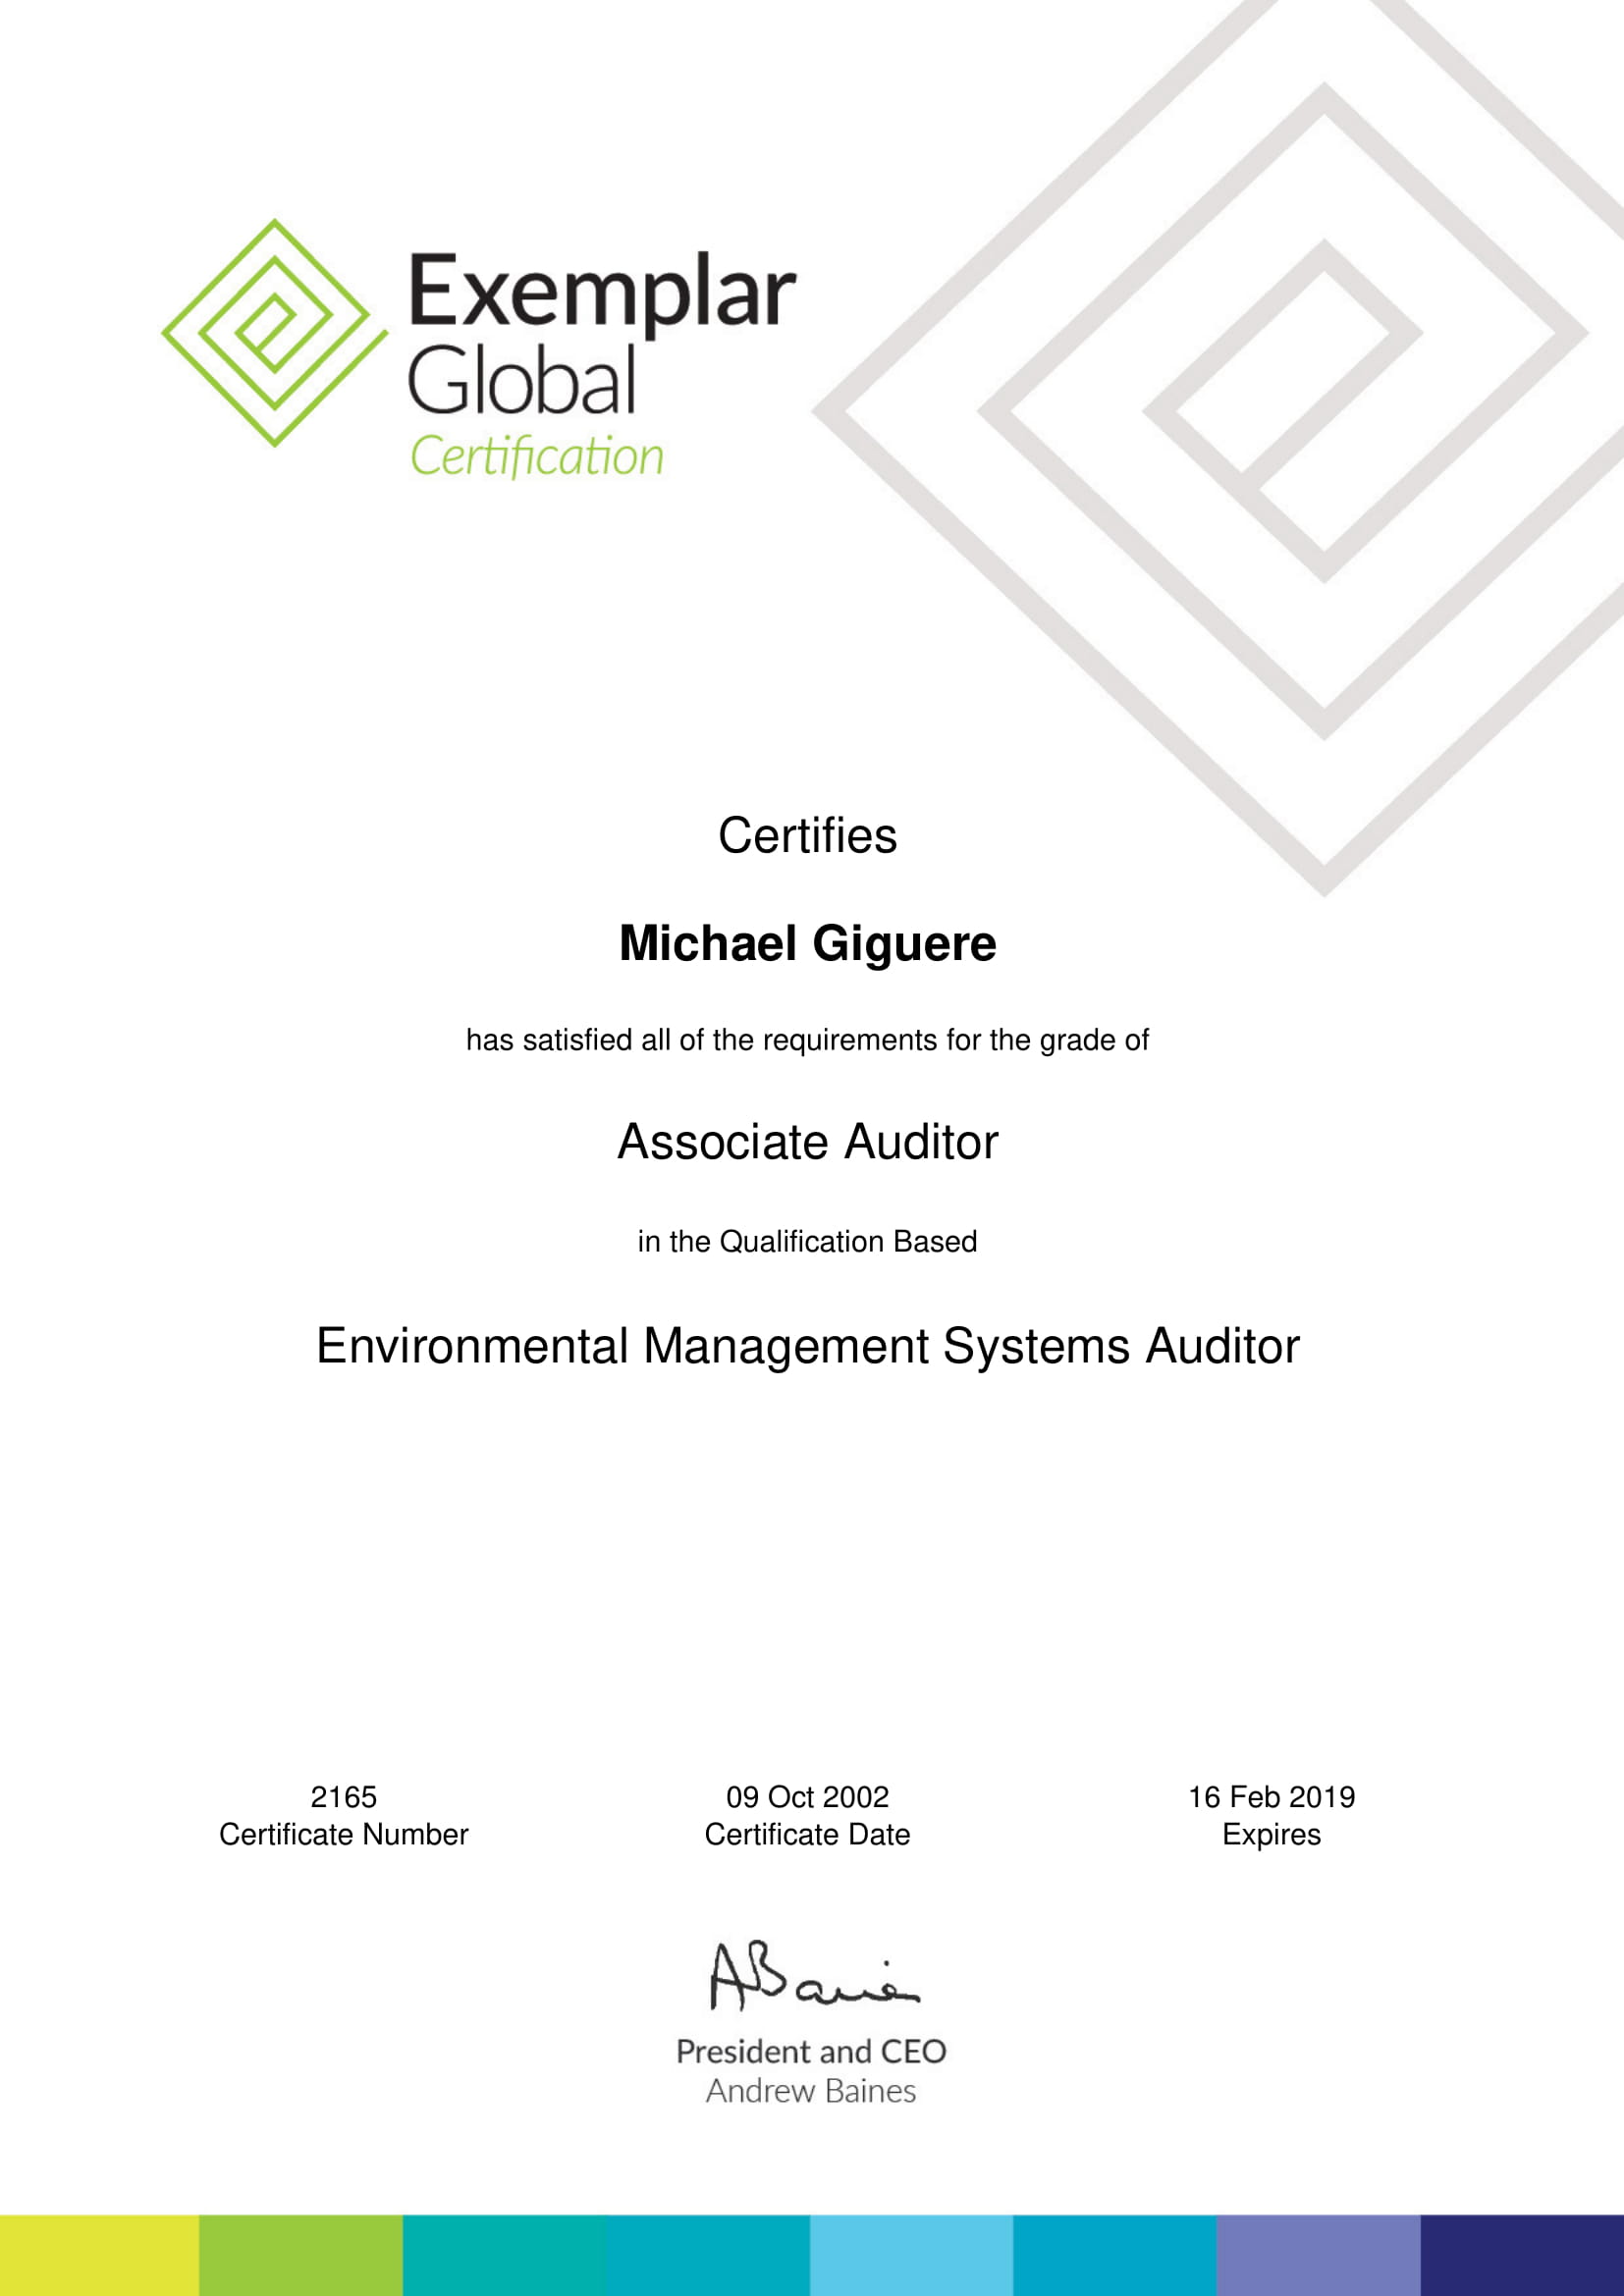 Exemplar
Global
Certification
Certifies
Michael Giguere
has satisfied all of the requirements for the grade of
Associate Auditor
in the Qualification Based
Environmental Management Systems Auditor
2165
Certificate Number
09 Oct 2002
Certificate Date
16 Feb 2019
Expires
ABaines
President and CEO
Andrew Baines